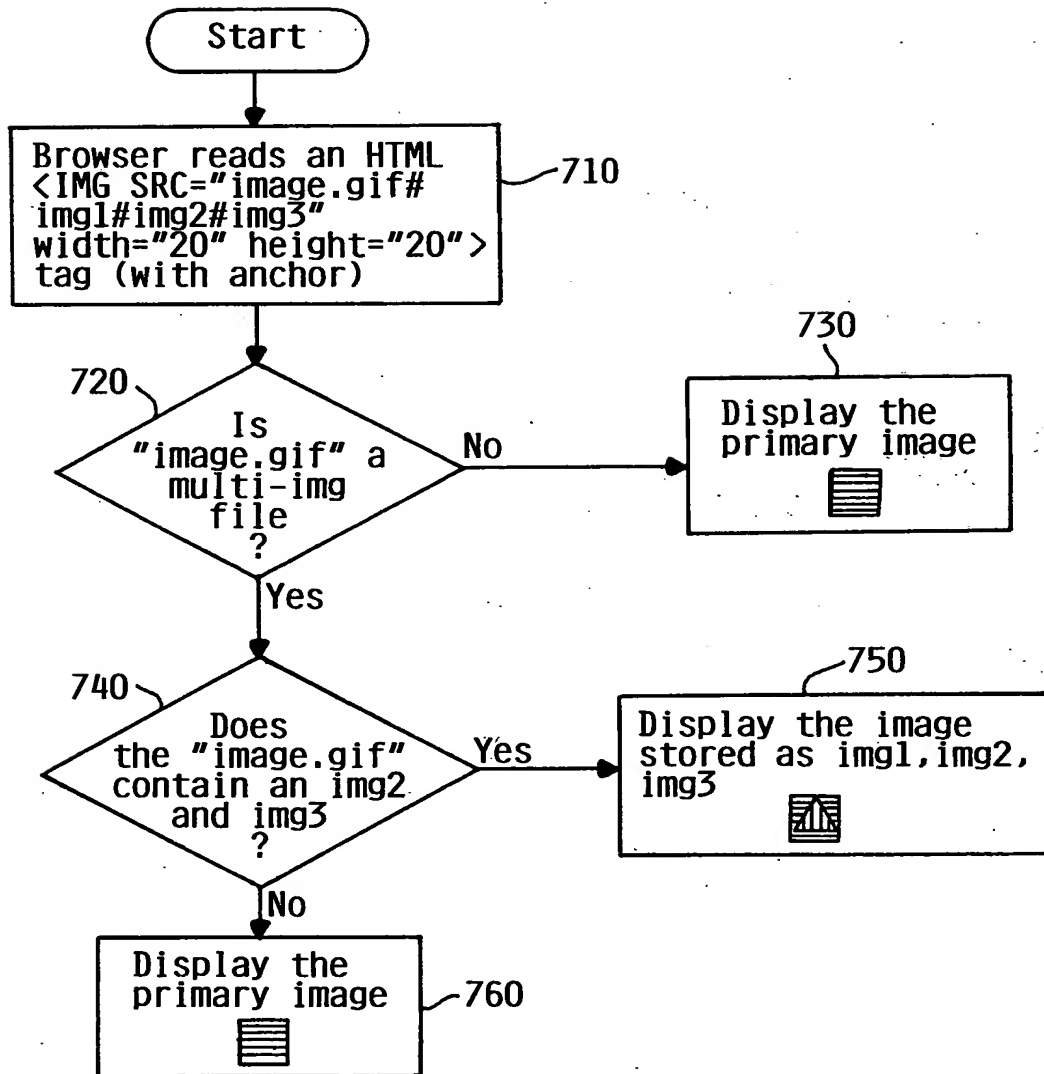 Start
Browser reads an HTML
<IMG SRC="image.gif#
img1#img2#img3"
width="20" height="20">
tag (with anchor)
710
720
Is
"image.gif" a
multi-img
file
?
No
730
Display the
primary image
Yes
740
Does
the "image.gif"
contain an img2
and img3
?
Yes
750
Display the image
stored as img1,img2,
img3
No
Display the
primary image
760